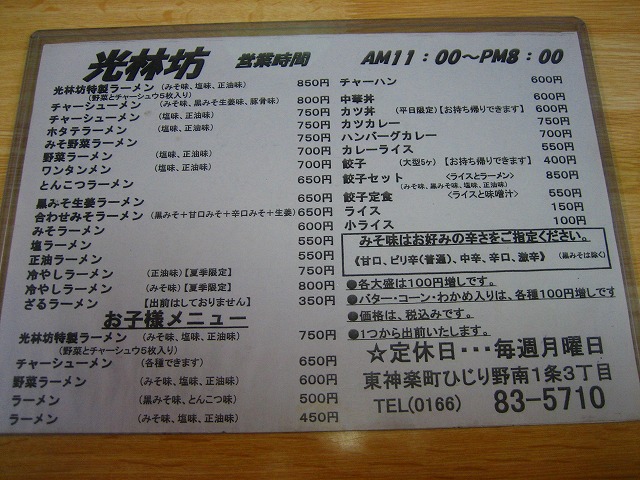 光林坊 営業時間 AM11:00～PM8:00
光林坊特製ラーメン (みそ味、塩味、正油味) 850円
(野菜とチャーシュウ5枚入り)
チャーシューメン (みそ味、黒みそ生姜味、豚骨味) 800円
チャーシューメン (塩味、正油味) 750円
ホタテラーメン (塩味、正油味) 750円
みそ野菜ラーメン 750円
野菜ラーメン (塩味、正油味) 700円
ワンタンメン (塩味、正油味) 700円
とんこつラーメン 650円
黒みそ生姜ラーメン 650円
合わせみそラーメン (黒みそ+甘口みそ+辛口みそ+生姜) 650円
みそラーメン 600円
塩ラーメン 550円
正油ラーメン 550円
冷やしラーメン (正油味)【夏季限定】 750円
冷やしラーメン (みそ味)【夏季限定】 800円
ざるラーメン 【出前はしておりません】 350円
お子様メニュー
光林坊特製ラーメン (みそ味、塩味、正油味) 750円
(野菜とチャーシュウ5枚入り)
チャーシューメン (各種できます) 650円
野菜ラーメン (みそ味、塩味、正油味) 600円
ラーメン (黒みそ味、とんこつ味) 500円
ラーメン (みそ味、塩味、正油味) 450円
チャーハン 600円
中華丼 600円
カツ丼 (平日限定)【お持ち帰りできます】 600円
カツカレー 750円
ハンバーグカレー 700円
カレーライス 550円
餃子 (大型5ヶ)【お持ち帰りできます】 400円
餃子セット <ライスとラーメン> 850円
(みそ味、黒みそ味、塩味、正油味)
餃子定食 <ライスと味噌汁> 550円
ライス 150円
小ライス 100円
みそ味はお好みの辛さをご指定ください。
《甘口、ピリ辛(普通)、中辛、辛口、激辛》 (黒みそは除く)
●各大盛は100円増しです。
●バター・コーン・わかめ入りは、各種100円増しです
●価格は、税込みです。
●1つから出前いたします。
☆定休日・・・毎週月曜日
東神楽町ひじり野南1条3丁目
TEL(0166) 83-5710